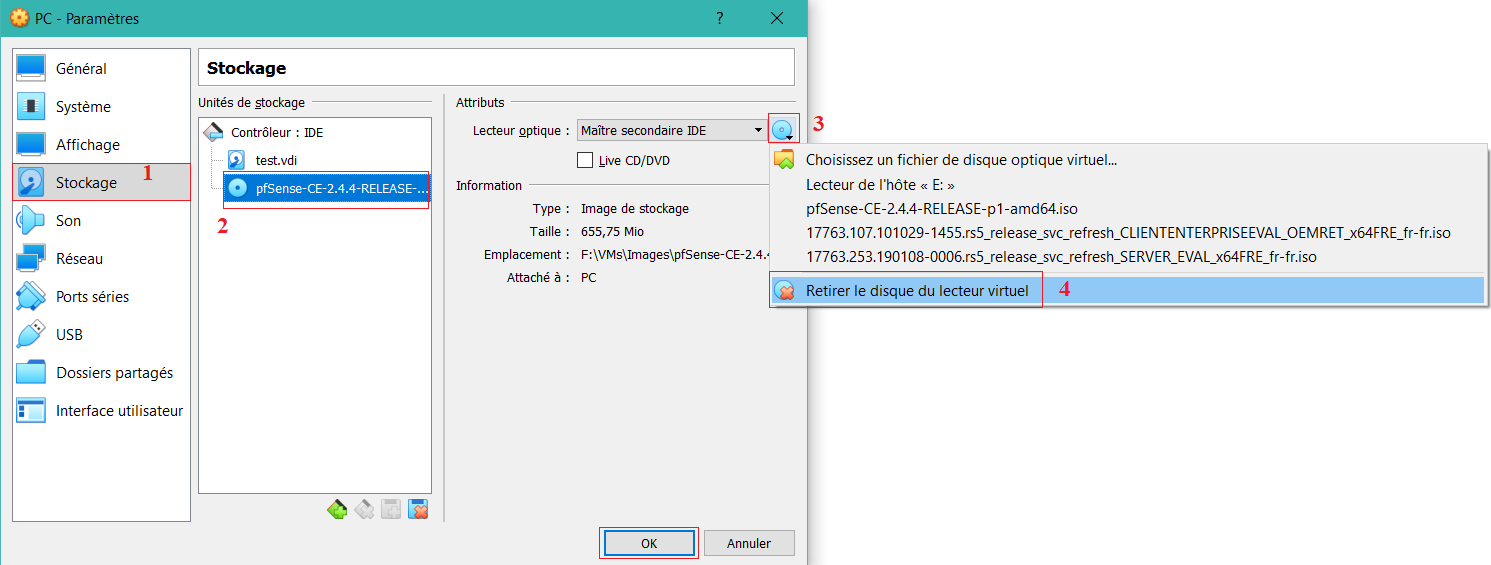 PC - Paramètres
?
Général
Système
Affichage
Stockage
1
Son
Réseau
Ports séries
USB
Dossiers partagés
Interface utilisateur
Stockage
Unités de stockage
Contrôleur : IDE
test.vdi
pfSense-CE-2.4.4-RELEASE-...
2
Attributs
Lecteur optique : Maître secondaire IDE
3
Live CD/DVD
Information
Type : Image de stockage
Taille : 655,75 Mio
Emplacement : F:\VMs\Images\pfSense-CE-2.4.4
Attaché à : PC
Choisissez un fichier de disque optique virtuel...
Lecteur de l'hôte « E: »
pfSense-CE-2.4.4-RELEASE-p1-amd64.iso
17763.107.101029-1455.rs5_release_svc_refresh_CLIENTENTERPRISEEVAL_OEMRET_x64FRE_fr-fr.iso
17763.253.190108-0006.rs5_release_svc_refresh_SERVER_EVAL_x64FRE_fr-fr.iso
Retirer le disque du lecteur virtuel
4
OK
Annuler